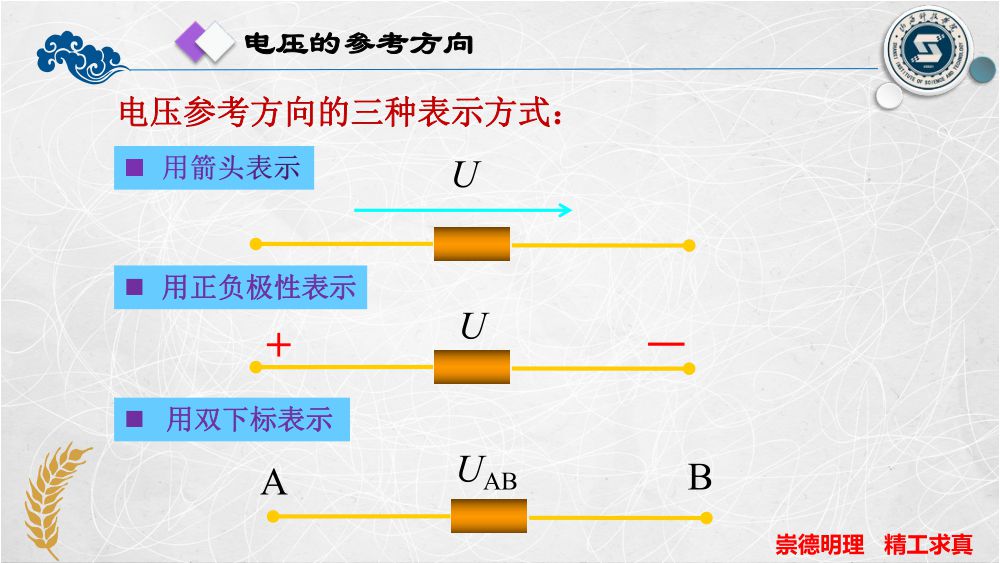 电压的参考方向
电压参考方向的三种表示方式：
■ 用箭头表示
U
■ 用正负极性表示
U
+ —
■ 用双下标表示
A U_AB B
崇德明理 精工求真